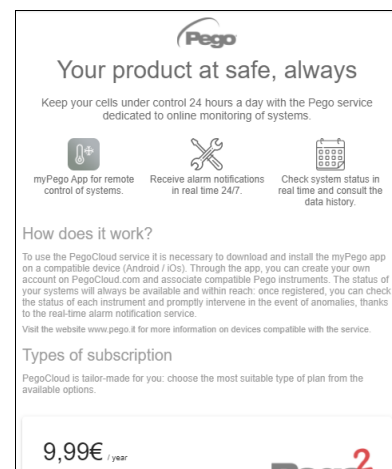 Pego
Your product at safe, always
Keep your cells under control 24 hours a day with the Pego service
dedicated to online monitoring of systems.
myPego App for remote
control of systems.
Receive alarm notifications
in real time 24/7.
Check system status in
real time and consult the
data history.
How does it work?
To use the PegoCloud service it is necessary to download and install the myPego app
on a compatible device (Android / iOs). Through the app, you can create your own
account on PegoCloud.com and associate compatible Pego instruments. The status of
your systems will always be available and within reach: once registered, you can check
the status of each instrument and promptly intervene in the event of anomalies, thanks
to the real-time alarm notification service.
Visit the website www.pego.it for more information on devices compatible with the service.
Types of subscription
PegoCloud is tailor-made for you: choose the most suitable type of plan from the
available options.
9,99€ / year
2